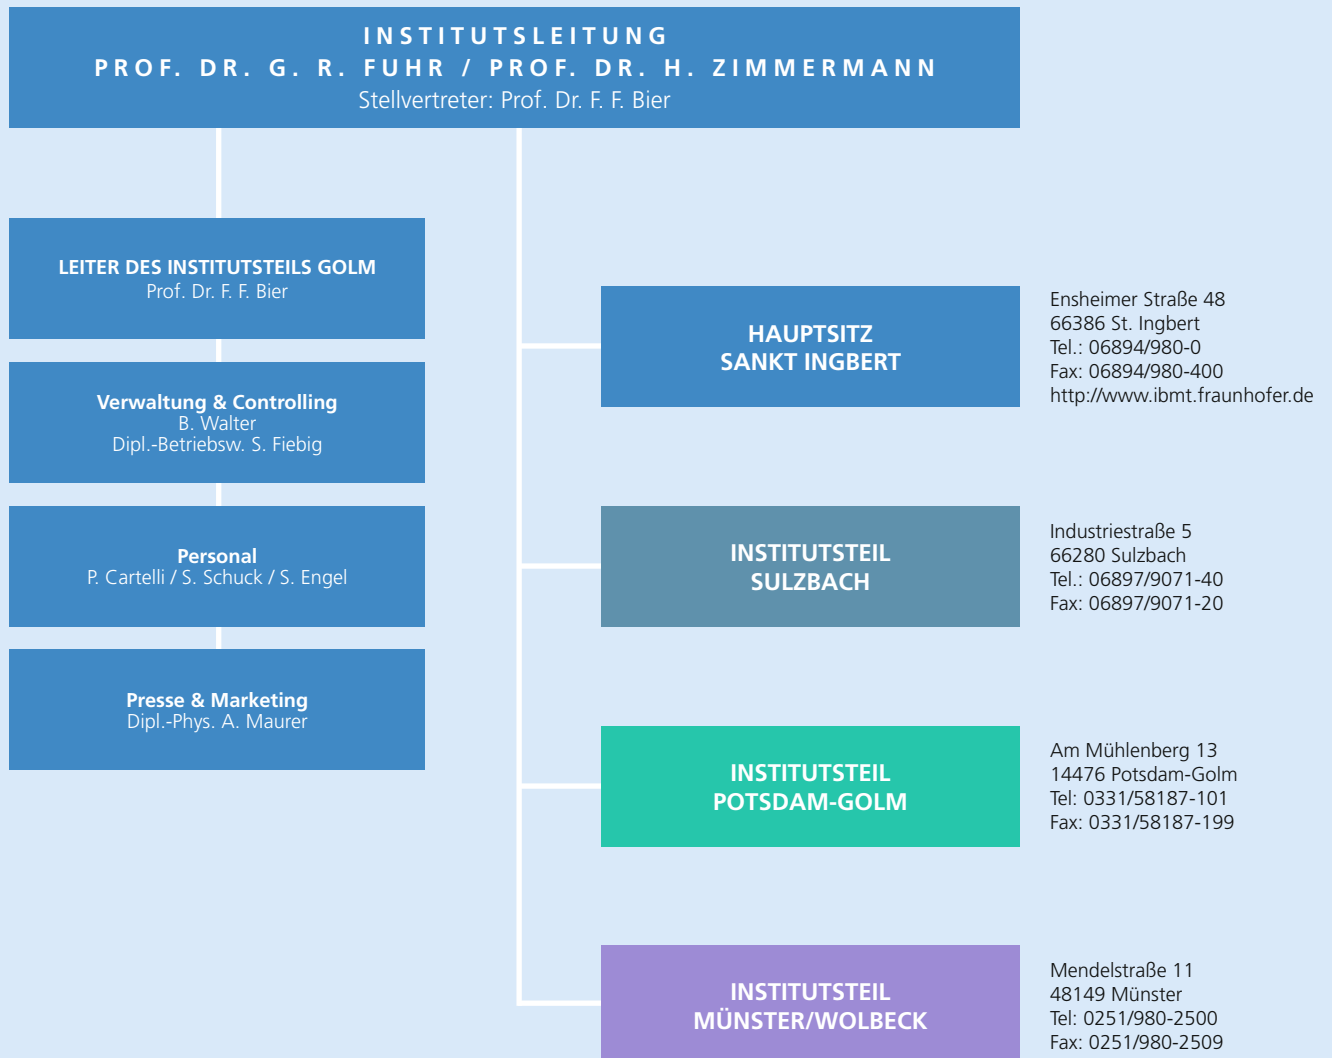 INSTITUTSLEITUNG
PROF. DR. G. R. FUHR / PROF. DR. H. ZIMMERMANN
Stellvertreter: Prof. Dr. F. F. Bier
LEITER DES INSTITUTSTEILS GOLM
Prof. Dr. F. F. Bier
Verwaltung & Controlling
B. Walter
Dipl.-Betriebsw. S. Fiebig
Personal
P. Cartelli / S. Schuck / S. Engel
Presse & Marketing
Dipl.-Phys. A. Maurer
HAUPTSITZ
SANKT INGBERT
Ensheimer Straße 48
66386 St. Ingbert
Tel.: 06894/980-0
Fax: 06894/980-400
http://www.ibmt.fraunhofer.de
INSTITUTSTEIL
SULZBACH
Industriestraße 5
66280 Sulzbach
Tel.: 06897/9071-40
Fax: 06897/9071-20
INSTITUTSTEIL
POTSDAM-GOLM
Am Mühlenberg 13
14476 Potsdam-Golm
Tel: 0331/58187-101
Fax: 0331/58187-199
INSTITUTSTEIL
MÜNSTER/WOLBECK
Mendelstraße 11
48149 Münster
Tel: 0251/980-2500
Fax: 0251/980-2509